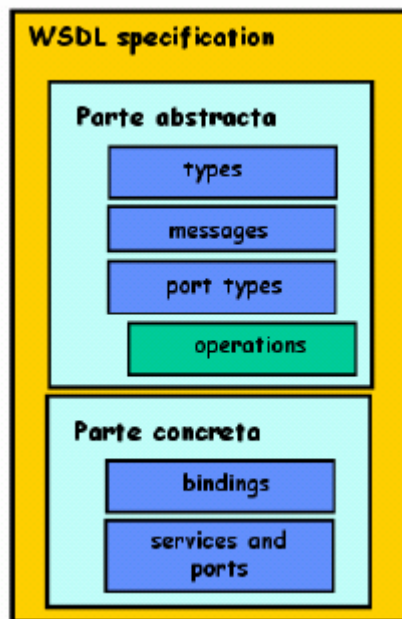 WSDL specification
Parte abstracta
types
messages
port types
operations
Parte concreta
bindings
services and
ports